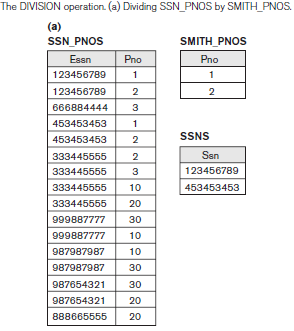 The DIVISION operation. (a) Dividing SSN_PNOS by SMITH_PNOS.
(a)
SSN_PNOS
Essn Pno
123456789 1
123456789 2
666884444 3
453453453 1
453453453 2
333445555 2
333445555 3
333445555 10
333445555 20
999887777 30
999887777 10
987987987 10
987987987 30
987654321 30
987654321 20
888665555 20
SMITH_PNOS
Pno
1
2
SSNS
Ssn
123456789
453453453